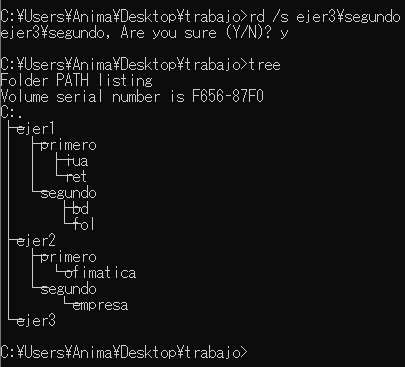 C:¥Users¥Anima¥Desktop¥trabajo>rd /s ejer3¥segundo
ejer3¥segundo, Are you sure (Y/N)? y
C:¥Users¥Anima¥Desktop¥trabajo>tree
Folder PATH listing
Volume serial number is F656-87F0
C:.
├─ejer1
│  ├─primero
│  │  ├─iua
│  │  └─ret
│  └─segundo
│      ├─bd
│      └─fol
├─ejer2
│  ├─primero
│  │  └─ofimatica
│  └─segundo
│      └─empresa
└─ejer3
C:¥Users¥Anima¥Desktop¥trabajo>